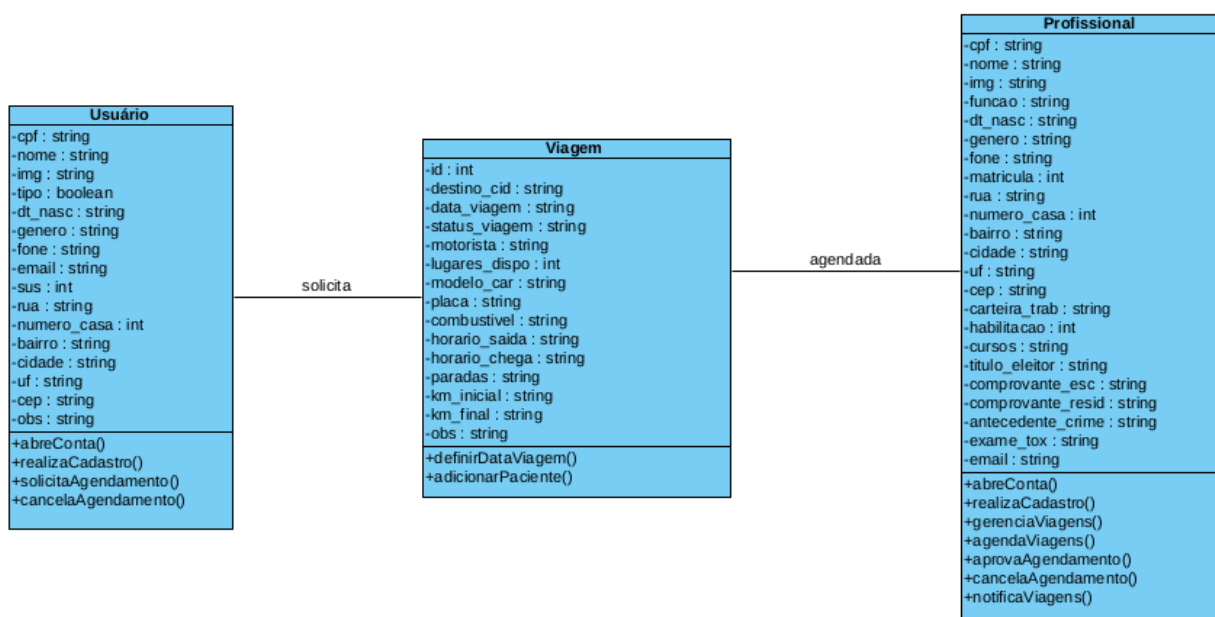 Usuário
-cpf : string
-nome : string
-img : string
-tipo : boolean
-dt_nasc : string
-genero : string
-fone : string
-email : string
-sus : int
-rua : string
-numero_casa : int
-bairro : string
-cidade : string
-uf : string
-cep : string
-obs : string
+abreConta()
+realizaCadastro()
+solicitaAgendamento()
+cancelaAgendamento()
solicita
Viagem
-id : int
-destino_cid : string
-data_viagem : string
-status_viagem : string
-motorista : string
-lugares_dispo : int
-modelo_car : string
-placa : string
-combustivel : string
-horario_saida : string
-horario_chega : string
-paradas : string
-km_inicial : string
-km_final : string
-obs : string
+definirDataViagem()
+adicionarPaciente()
agendada
Profissional
-cpf : string
-nome : string
-img : string
-funcao : string
-dt_nasc : string
-genero : string
-fone : string
-matricula : int
-rua : string
-numero_casa : int
-bairro : string
-cidade : string
-uf : string
-cep : string
-carteira_trab : string
-habilitacao : int
-cursos : string
-titulo_eleitor : string
-comprovante_esc : string
-comprovante_resid : string
-antecedente_crime : string
-exame_tox : string
-email : string
+abreConta()
+realizaCadastro()
+gerenciaViagens()
+agendaViagens()
+aprovaAgendamento()
+cancelaAgendamento()
+notificaViagens()